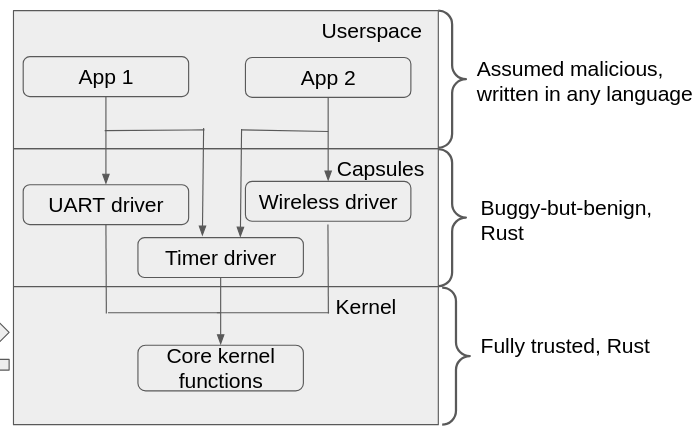 Userspace
App 1
App 2
Assumed malicious,
written in any language
Capsules
UART driver
Wireless driver
Timer driver
Buggy-but-benign,
Rust
Kernel
Core kernel
functions
Fully trusted, Rust